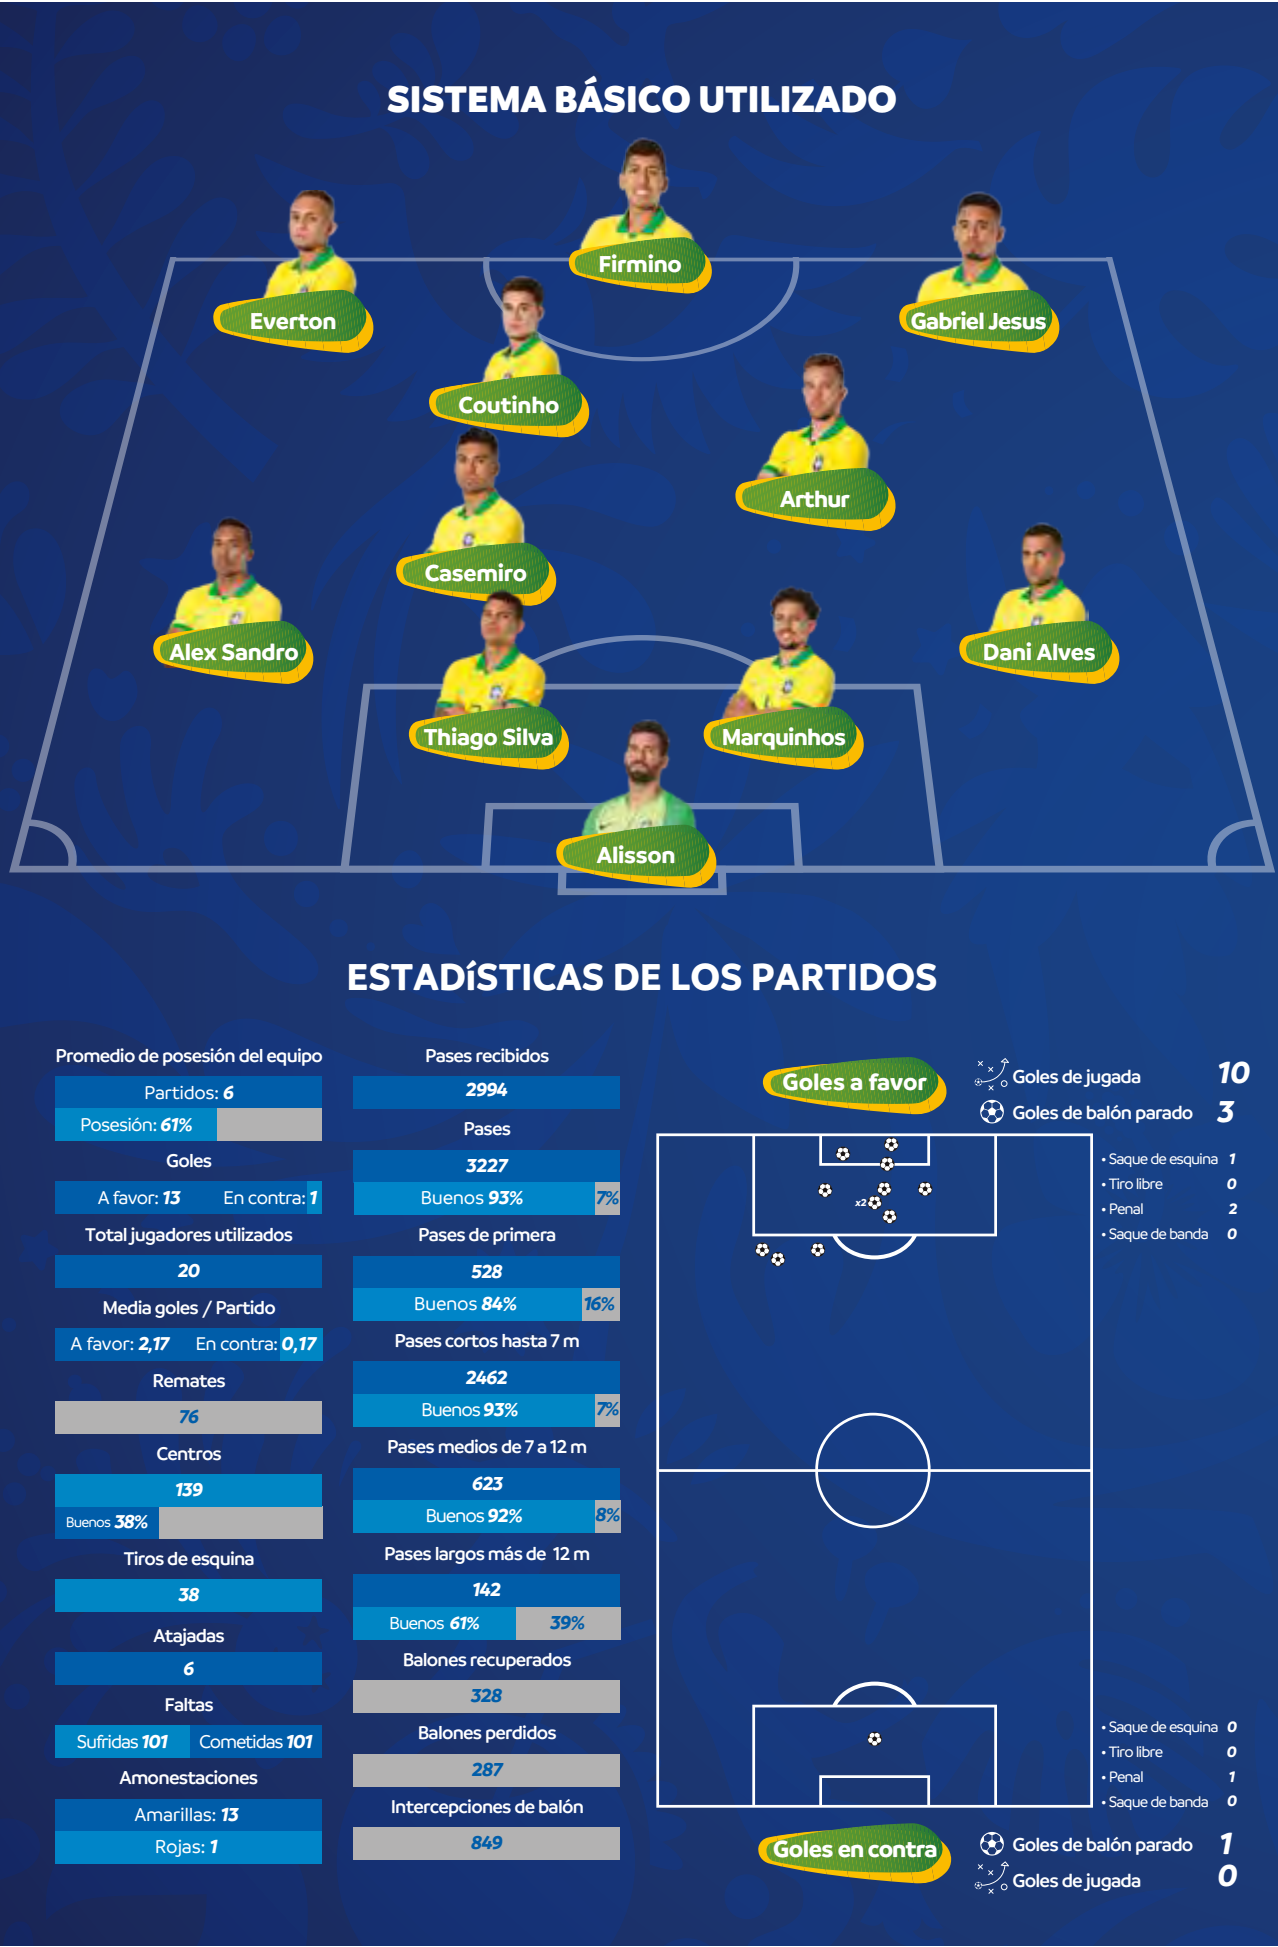 SISTEMA BÁSICO UTILIZADO
Firmino
Everton
Gabriel Jesus
Coutinho
Arthur
Casemiro
Alex Sandro
Dani Alves
Thiago Silva
Marquinhos
Alisson
ESTADíSTICAS DE LOS PARTIDOS
Promedio de posesión del equipo
Partidos: 6
Posesión: 61%
Goles
A favor: 13 En contra: 1
Total jugadores utilizados
20
Media goles / Partido
A favor: 2,17 En contra: 0,17
Remates
76
Centros
139
Buenos 38%
Tiros de esquina
38
Atajadas
6
Faltas
Sufridas 101 Cometidas 101
Amonestaciones
Amarillas: 13
Rojas: 1
Pases recibidos
2994
Pases
3227
Buenos 93% 7%
Pases de primera
528
Buenos 84% 16%
Pases cortos hasta 7 m
2462
Buenos 93% 7%
Pases medios de 7 a 12 m
623
Buenos 92% 8%
Pases largos más de 12 m
142
Buenos 61% 39%
Balones recuperados
328
Balones perdidos
287
Intercepciones de balón
849
Goles a favor
Goles de jugada 10
Goles de balón parado 3
• Saque de esquina 1
• Tiro libre 0
• Penal 2
• Saque de banda 0
x2
• Saque de esquina 0
• Tiro libre 0
• Penal 1
• Saque de banda 0
Goles en contra
Goles de balón parado 1
Goles de jugada 0